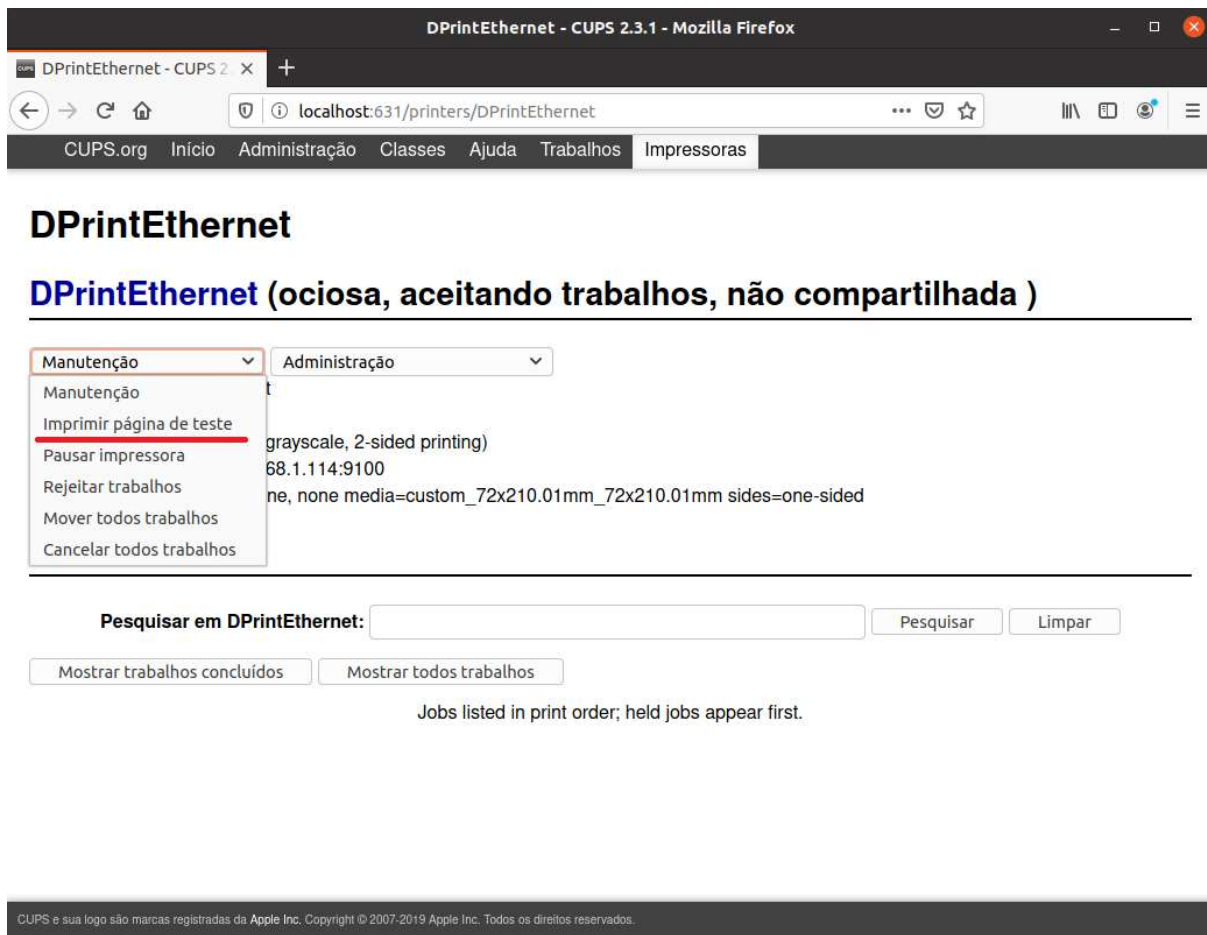 DPrintEthernet - CUPS 2.3.1 - Mozilla Firefox
DPrintEthernet - CUPS 2
localhost:631/printers/DPrintEthernet
CUPS.org Início Administração Classes Ajuda Trabalhos Impressoras
DPrintEthernet
DPrintEthernet (ociosa, aceitando trabalhos, não compartilhada )
Manutenção Administração
Manutenção t
Imprimir página de teste
grayscale, 2-sided printing)
Pausar impressora
68.1.114:9100
Rejeitar trabalhos
ne, none media=custom_72x210.01mm_72x210.01mm sides=one-sided
Mover todos trabalhos
Cancelar todos trabalhos
Pesquisar em DPrintEthernet: Pesquisar Limpar
Mostrar trabalhos concluídos Mostrar todos trabalhos
Jobs listed in print order; held jobs appear first.
CUPS e sua logo são marcas registradas da Apple Inc. Copyright © 2007-2019 Apple Inc. Todos os direitos reservados.